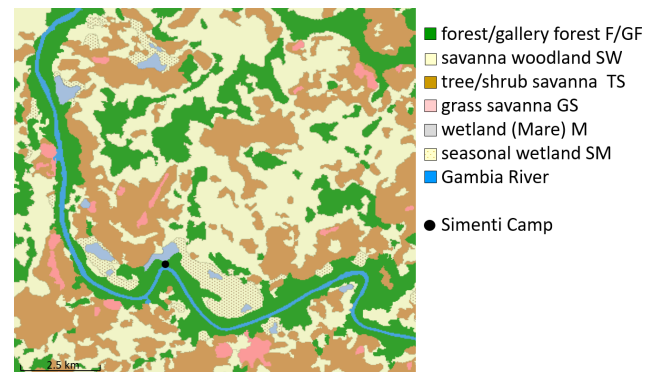 forest/gallery forest F/GF
savanna woodland SW
tree/shrub savanna TS
grass savanna GS
wetland (Mare) M
seasonal wetland SM
Gambia River
Simenti Camp
2.5 km